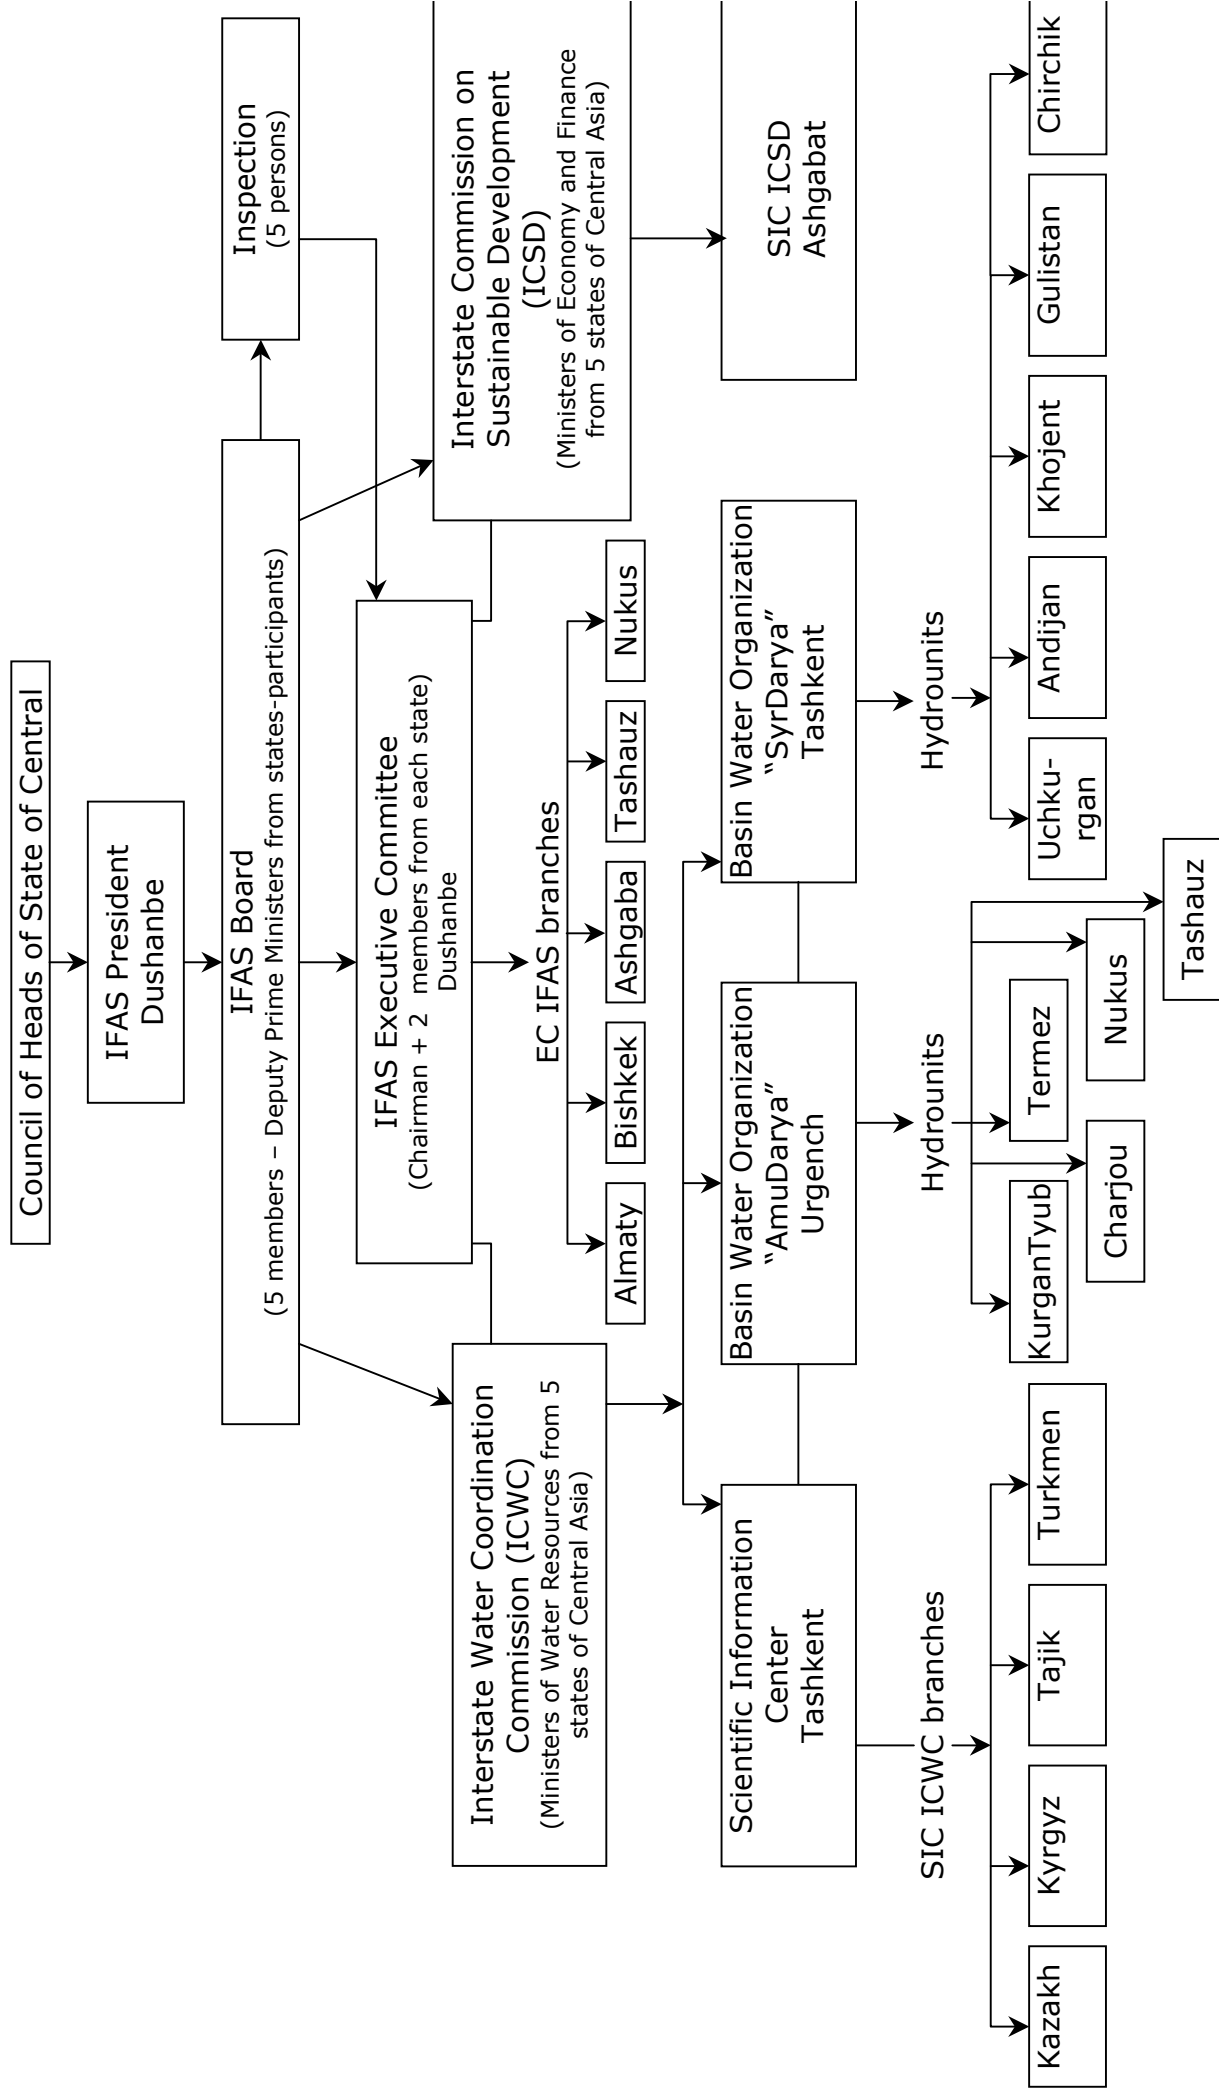 Council of Heads of State of Central
IFAS President
Dushanbe
IFAS Board
(5 members – Deputy Prime Ministers from states-participants)
Inspection
(5 persons)
IFAS Executive Committee
(Chairman + 2 members from each state)
Dushanbe
Interstate Water Coordination
Commission (ICWC)
(Ministers of Water Resources from 5
states of Central Asia)
Interstate Commission on
Sustainable Development
(ICSD)
(Ministers of Economy and Finance
from 5 states of Central Asia)
EC IFAS branches
Almaty
Bishkek
Ashgaba
Tashauz
Nukus
Scientific Information
Center
Tashkent
Basin Water Organization
“AmuDarya”
Urgench
Basin Water Organization
“SyrDarya”
Tashkent
SIC ICSD
Ashgabat
SIC ICWC branches
Hydrounits
Hydrounits
Kazakh
Kyrgyz
Tajik
Turkmen
KurganTyub
Charjou
Termez
Nukus
Tashauz
Uchku-
rgan
Andijan
Khojent
Gulistan
Chirchik